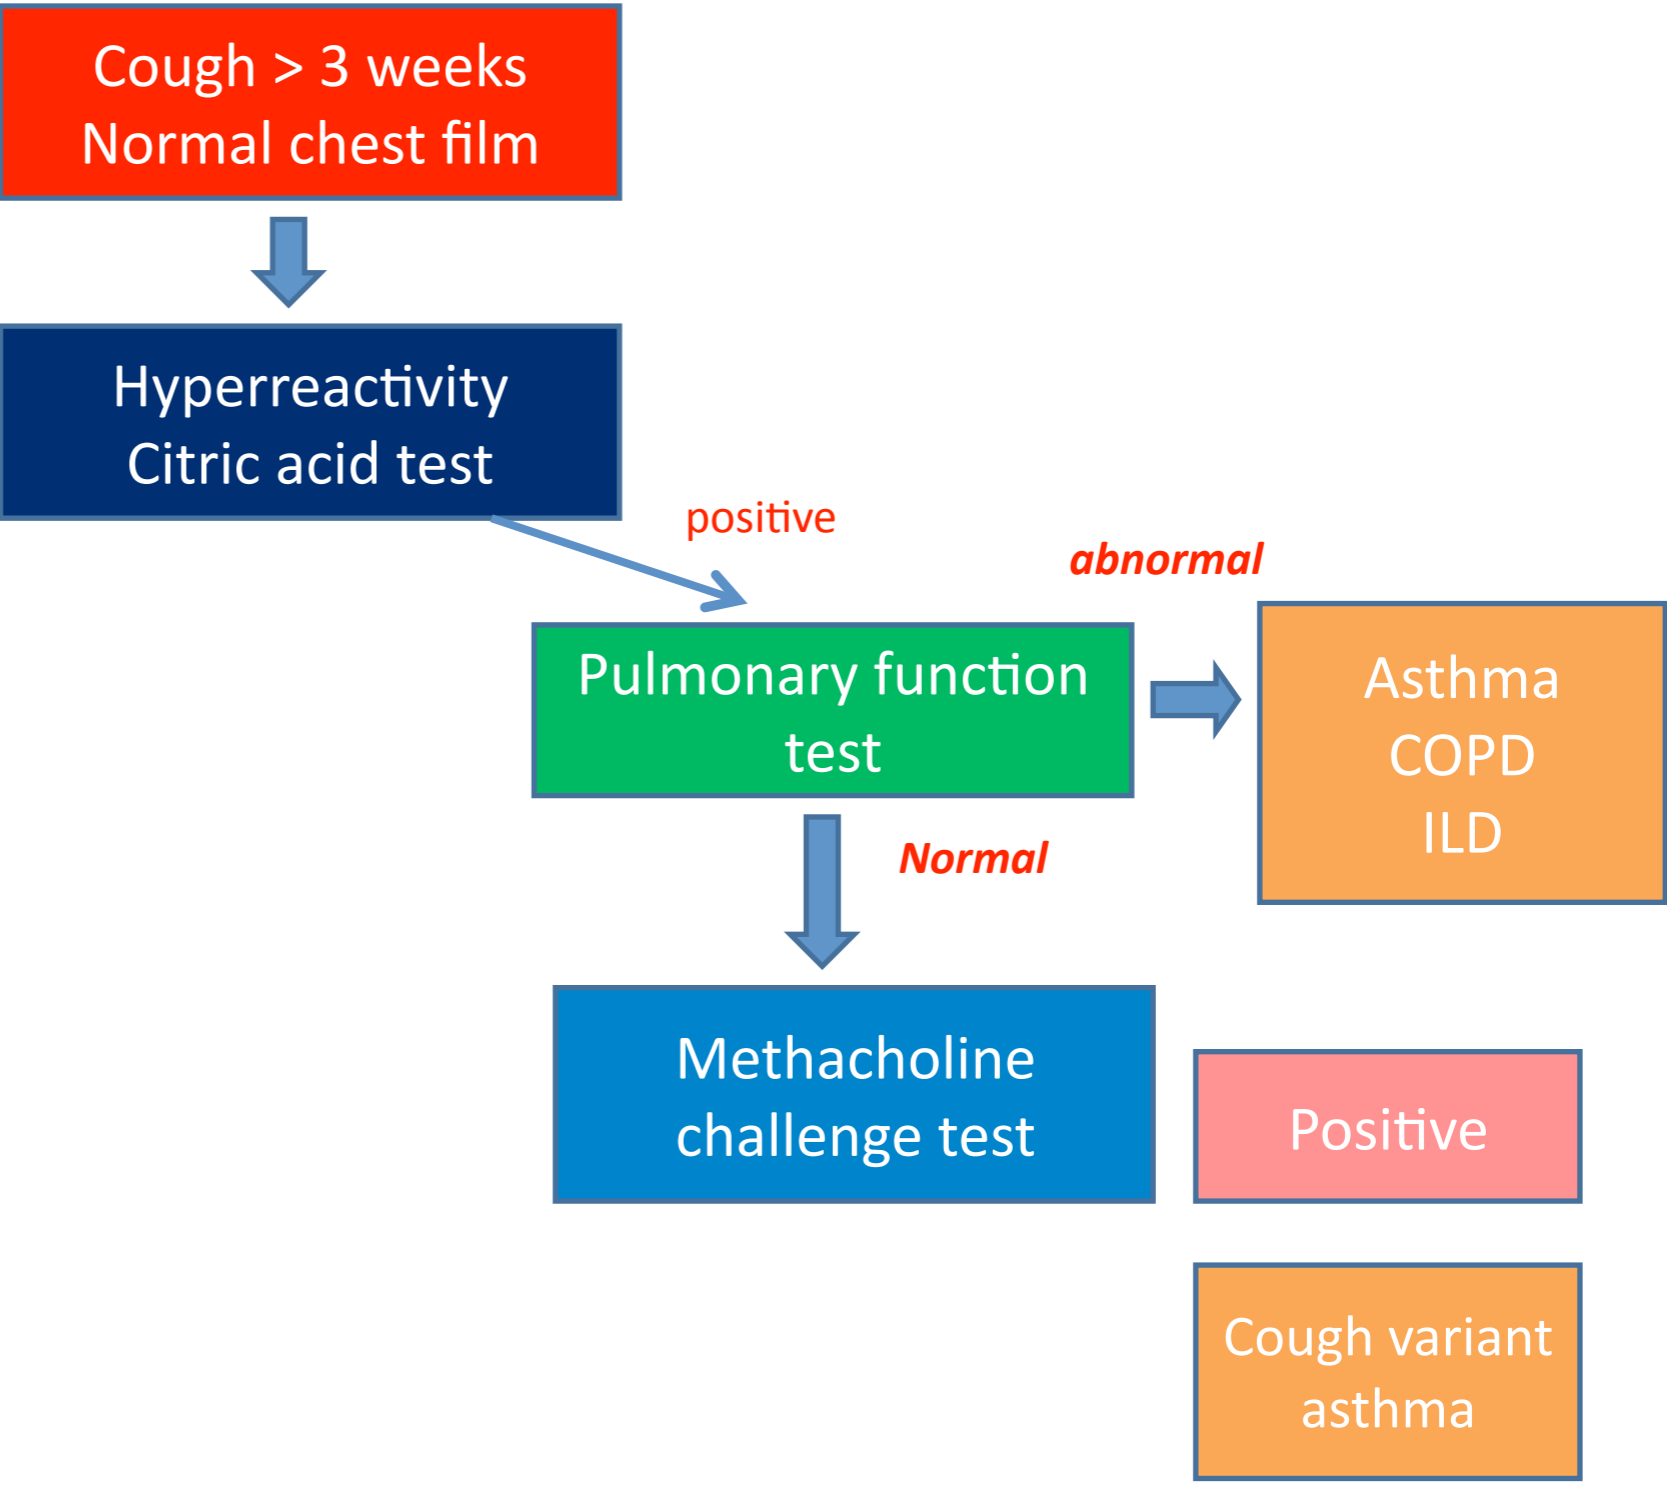 Cough > 3 weeks
Normal chest film
Hyperreactivity
Citric acid test
positive
abnormal
Pulmonary function
test
Asthma
COPD
ILD
Normal
Methacholine
challenge test
Positive
Cough variant
asthma